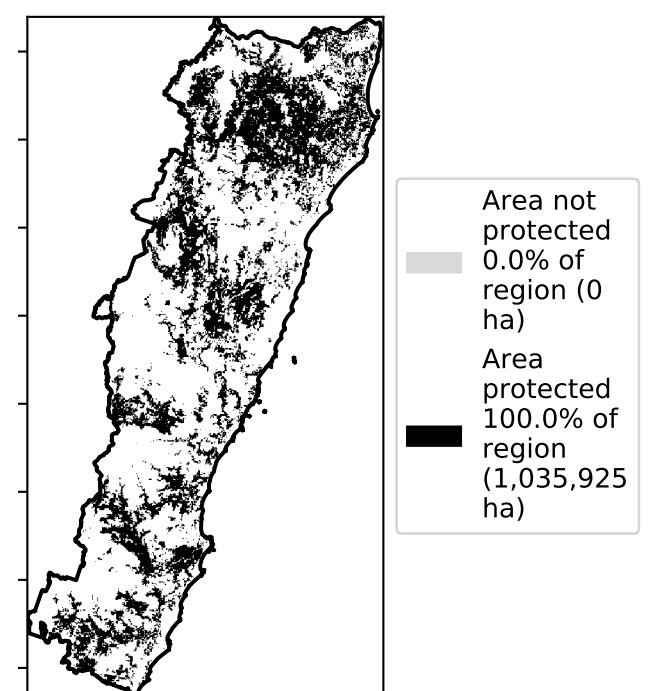 Area not
protected
0.0% of
region (0
ha)
Area
protected
100.0% of
region
(1,035,925
ha)